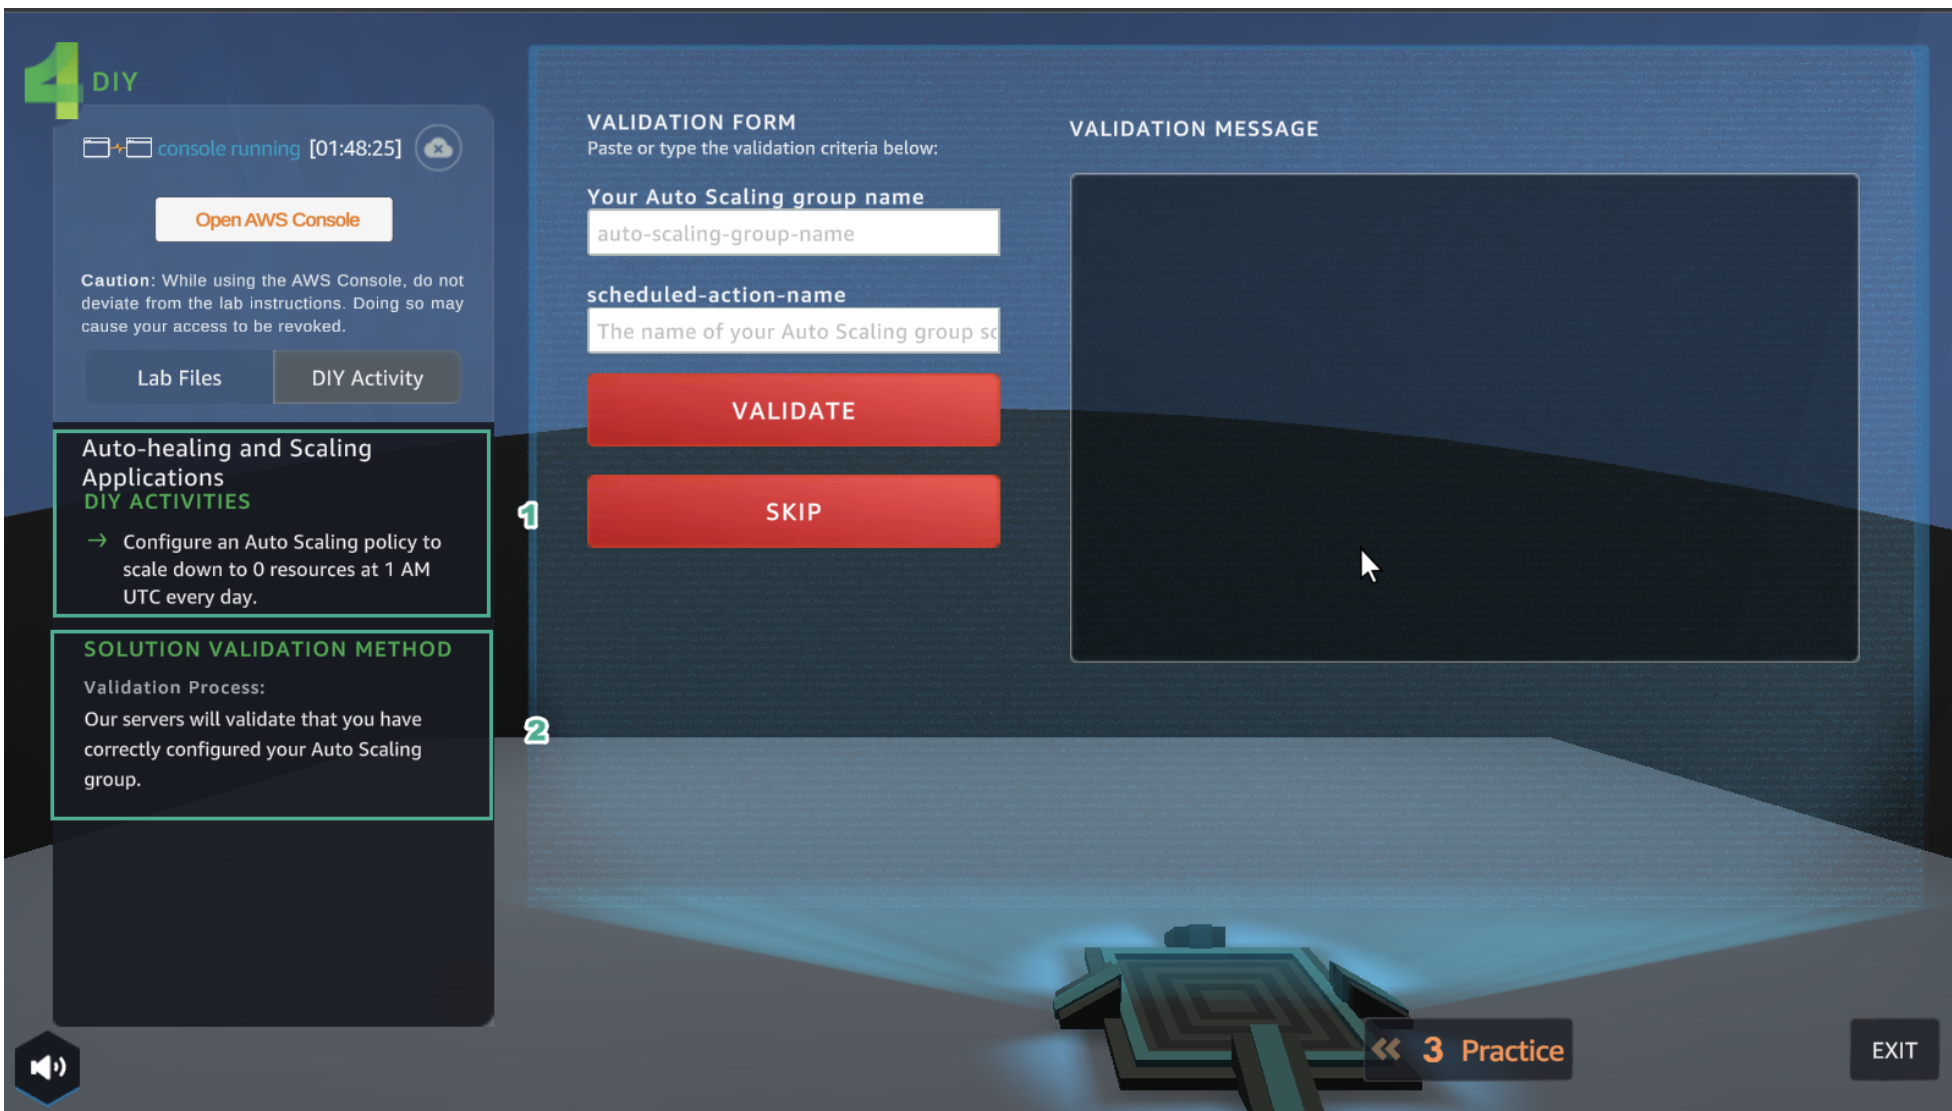 4 DIY
console running [01:48:25]
Open AWS Console
Caution: While using the AWS Console, do not
deviate from the lab instructions. Doing so may
cause your access to be revoked.
Lab Files
DIY Activity
Auto-healing and Scaling
Applications
DIY ACTIVITIES
→ Configure an Auto Scaling policy to
scale down to 0 resources at 1 AM
UTC every day.
1
SOLUTION VALIDATION METHOD
Validation Process:
Our servers will validate that you have
correctly configured your Auto Scaling
group.
2
VALIDATION FORM
Paste or type the validation criteria below:
Your Auto Scaling group name
auto-scaling-group-name
scheduled-action-name
The name of your Auto Scaling group sc
VALIDATE
SKIP
VALIDATION MESSAGE
3 Practice
EXIT